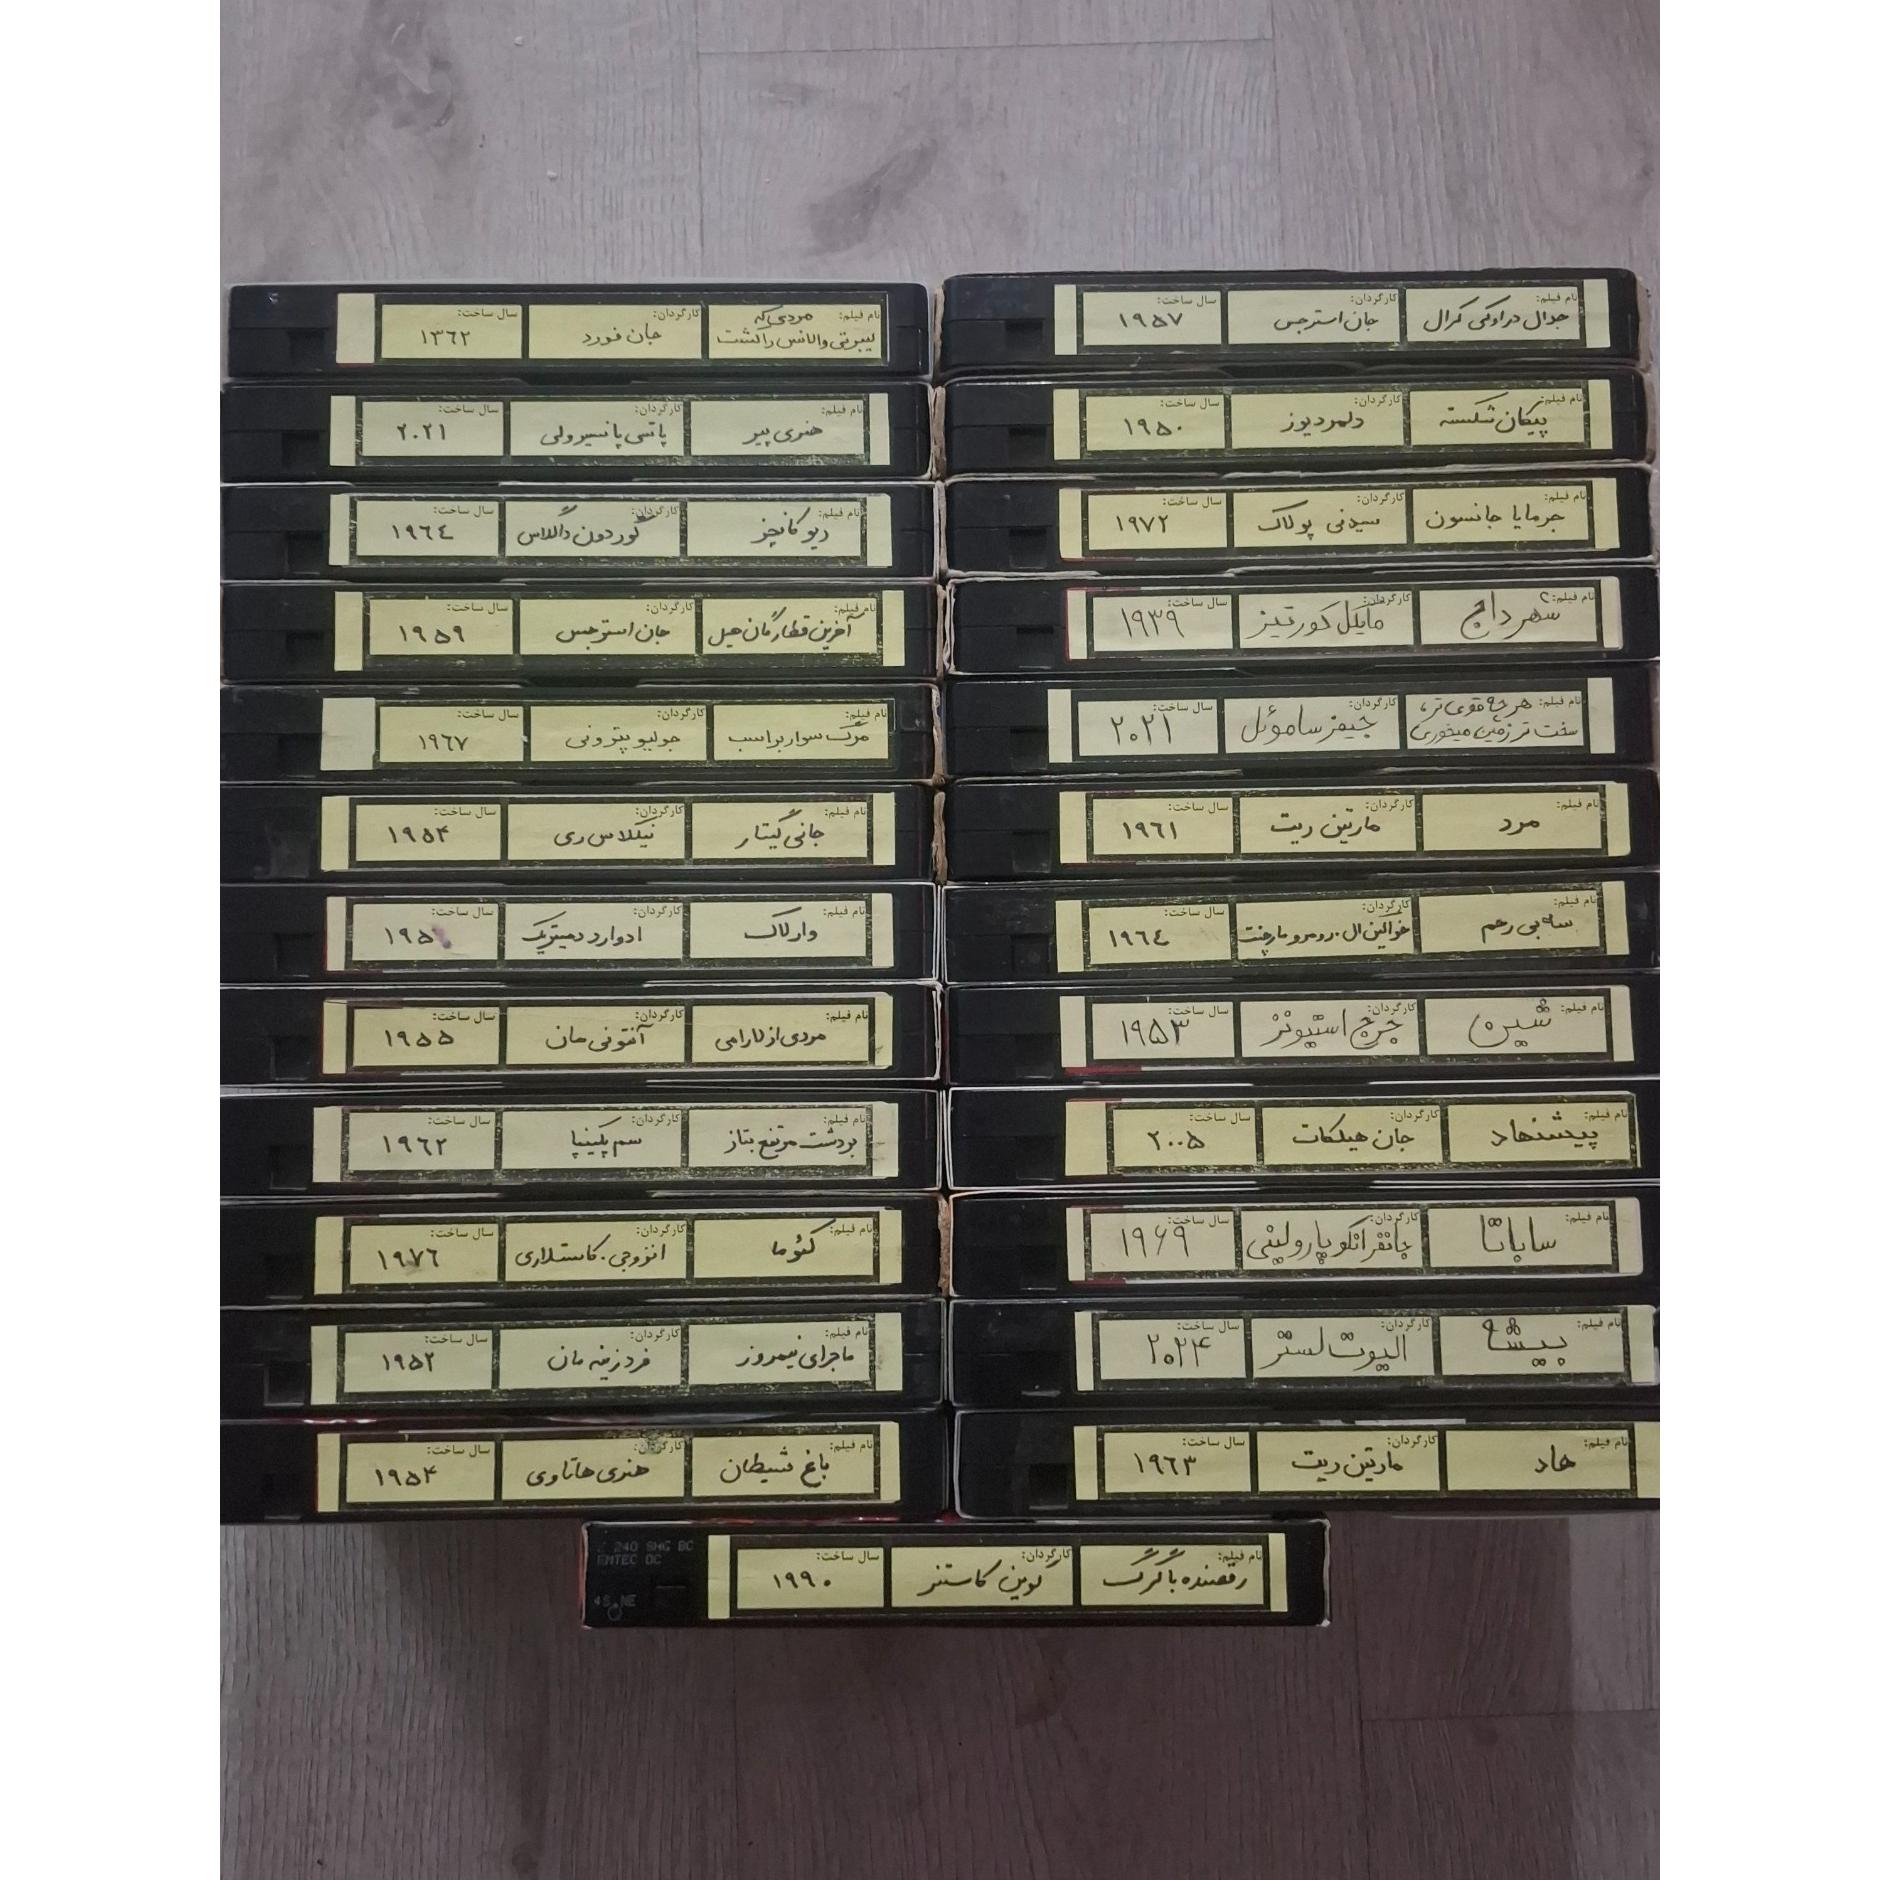 نام فیلم: جدال در اوکی کرال کارگردان: جان استرجس سال ساخت: ۱۹۵۷
نام فیلم: پیکان شکسته کارگردان: دلمر دیوز سال ساخت: ۱۹۵۰
نام فیلم: جرمایا جانسون کارگردان: سیدنی پولاک سال ساخت: ۱۹۷۲
نام فیلم: شهر داج کارگردان: مایکل کورتیز سال ساخت: ۱۹۳۹
نام فیلم: هر چه قوی تر، سخت تر زمین میخوری کارگردان: جیمز ساموئل سال ساخت: ۲۰۲۱
نام فیلم: مرد کارگردان: مارتین ریت سال ساخت: ۱۹۶۱
نام فیلم: سه بی رحم کارگردان: خواکین ال. رومرو مارچنت سال ساخت: ۱۹۶٤
نام فیلم: شین کارگردان: جرج استیونز سال ساخت: ۱۹۵۳
نام فیلم: پیشنهاد کارگردان: جان هیلکات سال ساخت: ۲۰۰۵
نام فیلم: ساباتا کارگردان: جانفرانکو پارولینی سال ساخت: ۱۹۶۹
نام فیلم: بیشه کارگردان: الیوت لستر سال ساخت: ۲۰۲۴
نام فیلم: هاد کارگردان: مارتین ریت سال ساخت: ۱۹۶۳
نام فیلم: مردی که لیبرتی والانس را کشت کارگردان: جان فورد سال ساخت: ۱۳۶۲
نام فیلم: هنری پیر کارگردان: پاتسی پانسیرولی سال ساخت: ۲۰۲۱
نام فیلم: ریو کانچز کارگردان: گوردون داگلاس سال ساخت: ۱۹۶٤
نام فیلم: آخرین قطار گان هیل کارگردان: جان استرجس سال ساخت: ۱۹۵۹
نام فیلم: مرگ سوار بر اسب کارگردان: جولیو پترونی سال ساخت: ۱۹۶۷
نام فیلم: جانی گیتار کارگردان: نیکلاس ری سال ساخت: ۱۹۵۴
نام فیلم: وارلاک کارگردان: ادوارد دمیتریک سال ساخت:
نام فیلم: مردی از لارامی کارگردان: آنتونی مان سال ساخت: ۱۹۵۵
نام فیلم: بر دشت مرتفع بتاز کارگردان: سم پکینپا سال ساخت: ۱۹۶۲
نام فیلم: کئوما کارگردان: انزو جی. کاستلاری سال ساخت: ۱۹۷۶
نام فیلم: ماجرای نیمروز کارگردان: فرد زینه مان سال ساخت: ۱۹۵۲
نام فیلم: باغ شیطان کارگردان: هنری هاتاوی سال ساخت: ۱۹۵۴
نام فیلم: رقصنده با گرگ کارگردان: کوین کاستنر سال ساخت: ۱۹۹۰
240 SHG BC
EMTEC